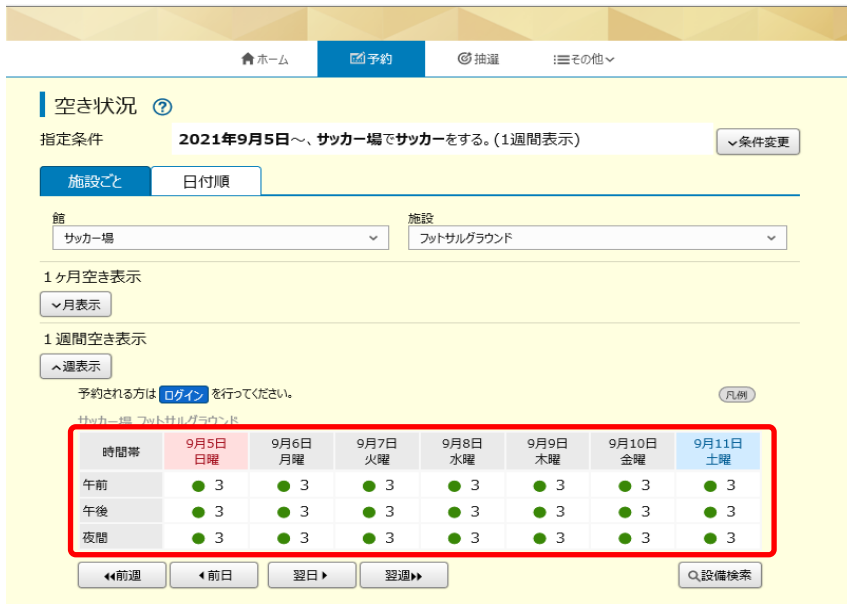 ホーム 予約 抽選 その他
空き状況 ?
指定条件 2021年9月5日～、サッカー場でサッカーをする。(1週間表示) 条件変更
施設ごと 日付順
館 施設
サッカー場 フットサルグラウンド
1ヶ月空き表示
月表示
1週間空き表示
週表示
予約される方は ログイン を行ってください。 凡例
サッカー場 フットサルグラウンド
時間帯 9月5日 日曜 9月6日 月曜 9月7日 火曜 9月8日 水曜 9月9日 木曜 9月10日 金曜 9月11日 土曜
午前 3 3 3 3 3 3 3
午後 3 3 3 3 3 3 3
夜間 3 3 3 3 3 3 3
前週 前日 翌日 翌週 設備検索